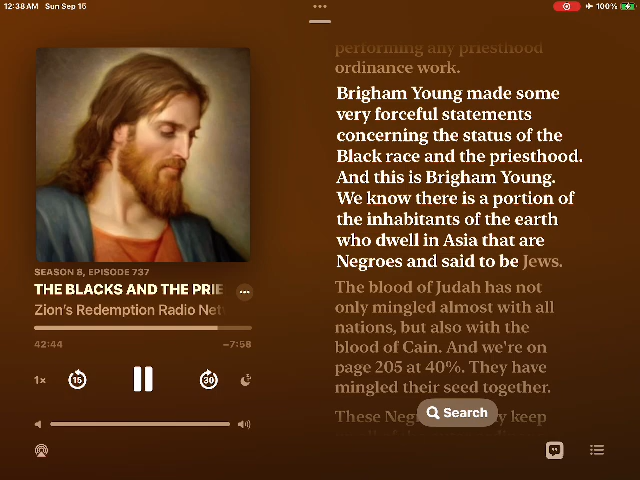 12:38 AM Sun Sep 15
100%
performing any priesthood
ordinance work.
Brigham Young made some
very forceful statements
concerning the status of the
Black race and the priesthood.
And this is Brigham Young.
We know there is a portion of
the inhabitants of the earth
who dwell in Asia that are
Negroes and said to be Jews.
The blood of Judah has not
only mingled almost with all
nations, but also with the
blood of Cain. And we're on
page 205 at 40%. They have
mingled their seed together.
These Neg
y keep
Search
SEASON 8, EPISODE 737
THE BLACKS AND THE PRIE
Zion's Redemption Radio Net
42:44
-7:58
1×
15
30